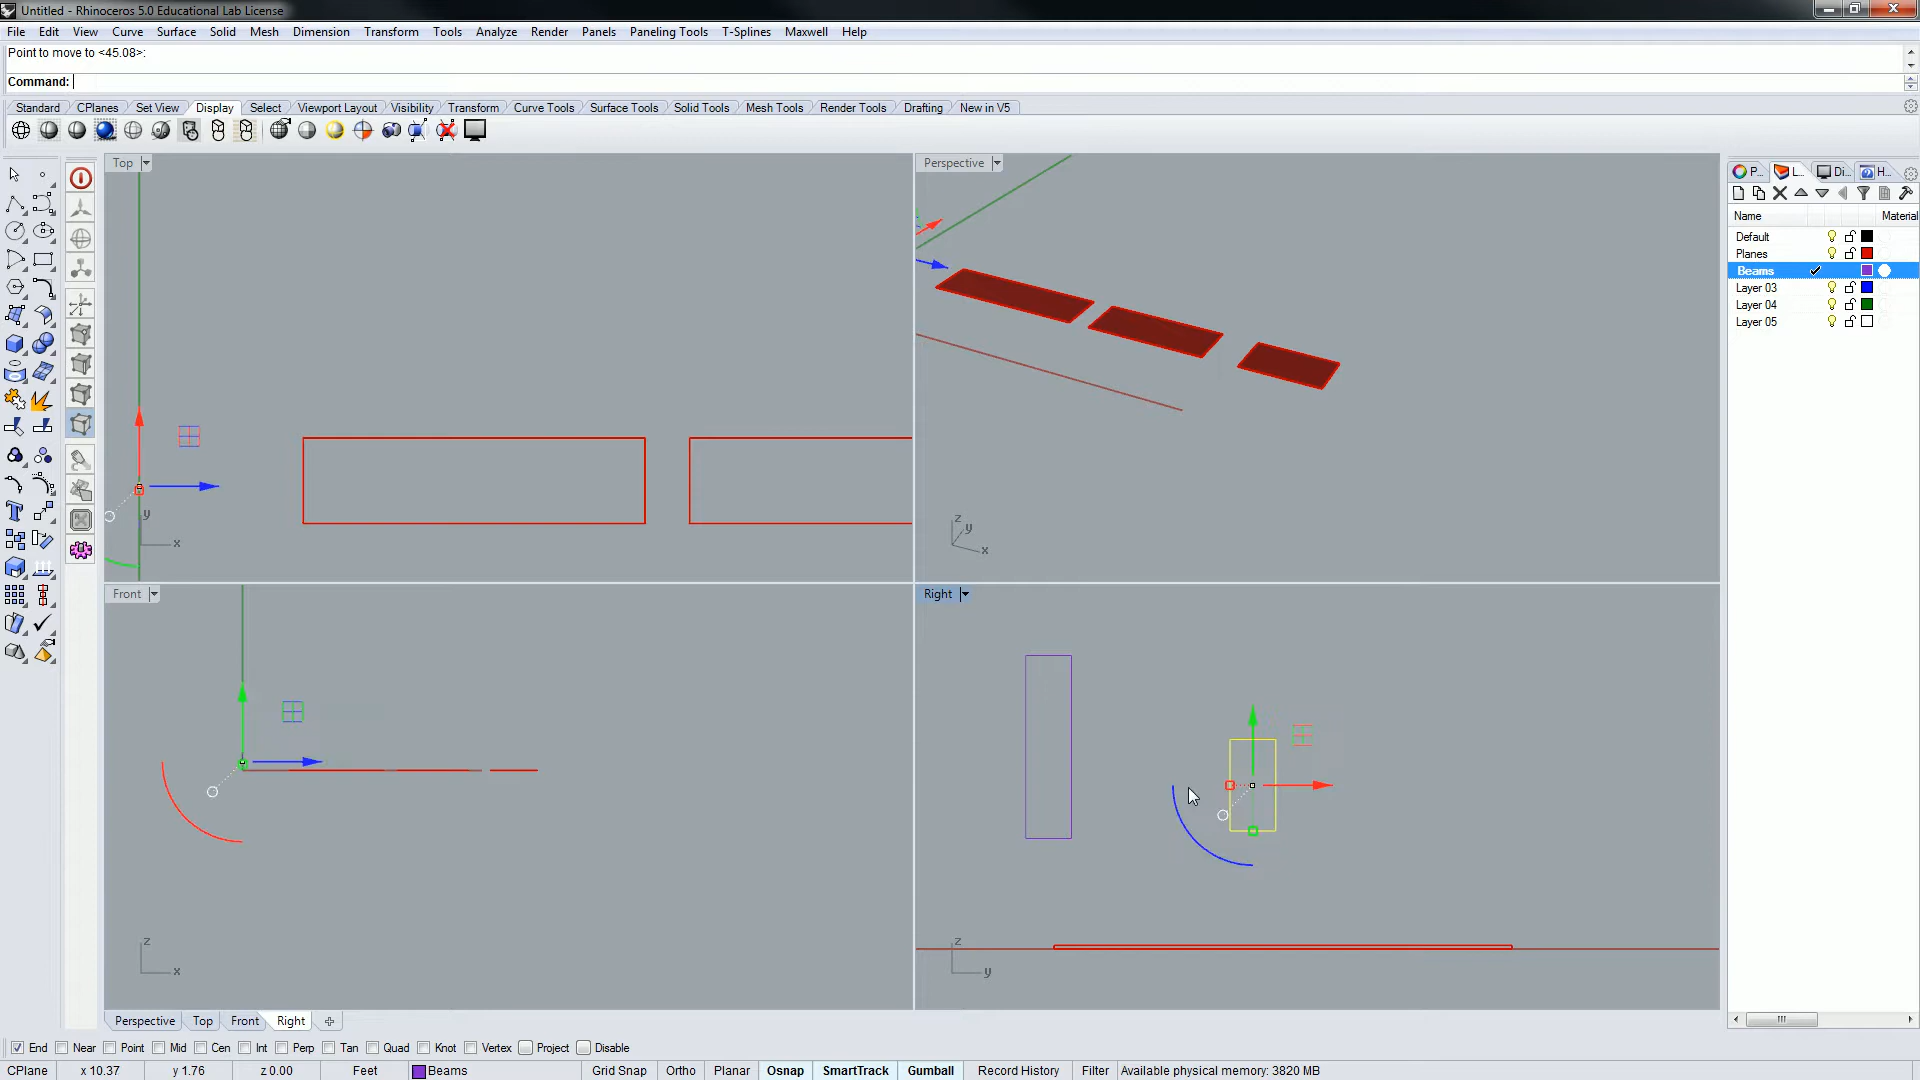 Untitled - Rhinoceros 5.0 Educational Lab License
File Edit View Curve Surface Solid Mesh Dimension Transform Tools Analyze Render Panels Paneling Tools T-Splines Maxwell Help
Point to move to <45.08>:
Command:
Standard CPlanes Set View Display Select Viewport Layout Visibility Transform Curve Tools Surface Tools Solid Tools Mesh Tools Render Tools Drafting New in V5
Top
Perspective
P... L... Di... H...
Name Material
Default
Planes
Beams
Layer 03
Layer 04
Layer 05
y
x
z
y
x
Front
Right
z
x
z
y
Perspective Top Front Right
End Near Point Mid Cen Int Perp Tan Quad Knot Vertex Project Disable
CPlane x 10.37 y 1.76 z 0.00 Feet Beams Grid Snap Ortho Planar Osnap SmartTrack Gumball Record History Filter Available physical memory: 3820 MB